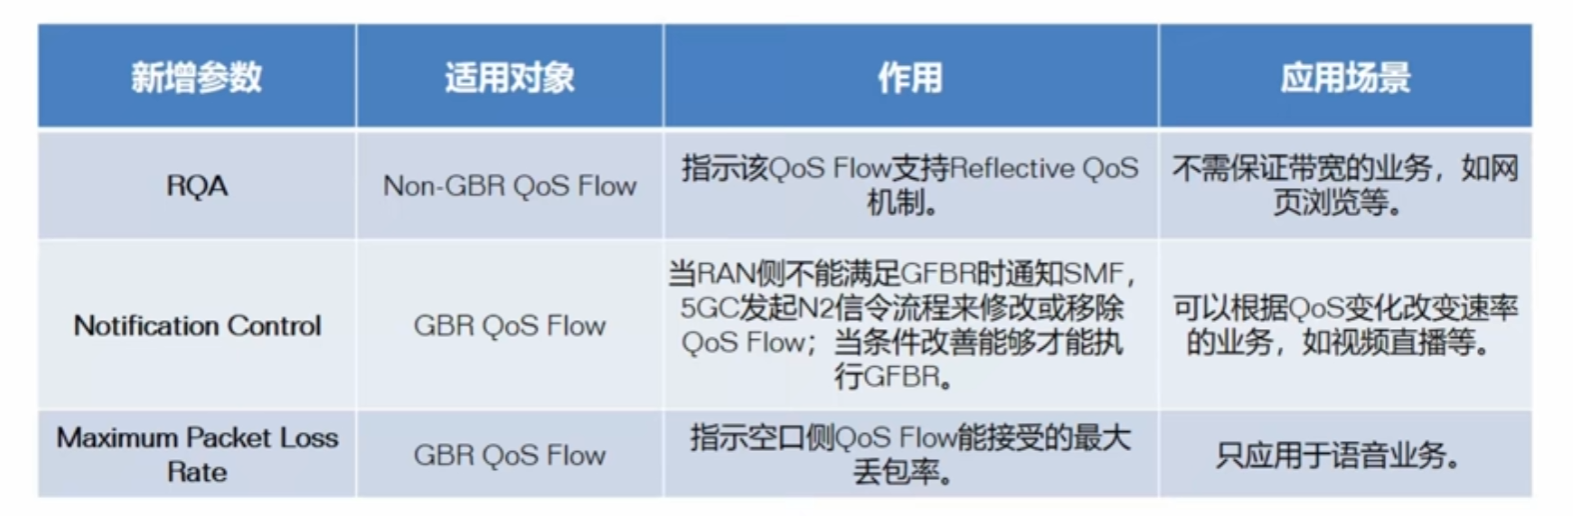 新增参数
适用对象
作用
应用场景
RQA
Non-GBR QoS Flow
指示该QoS Flow支持Reflective QoS
机制。
不需保证带宽的业务，如网
页浏览等。
Notification Control
GBR QoS Flow
当RAN侧不能满足GFBR时通知SMF，
5GC发起N2信令流程来修改或移除
QoS Flow；当条件改善能够才能执
行GFBR。
可以根据QoS变化改变速率
的业务，如视频直播等。
Maximum Packet Loss
Rate
GBR QoS Flow
指示空口侧QoS Flow能接受的最大
丢包率。
只应用于语音业务。